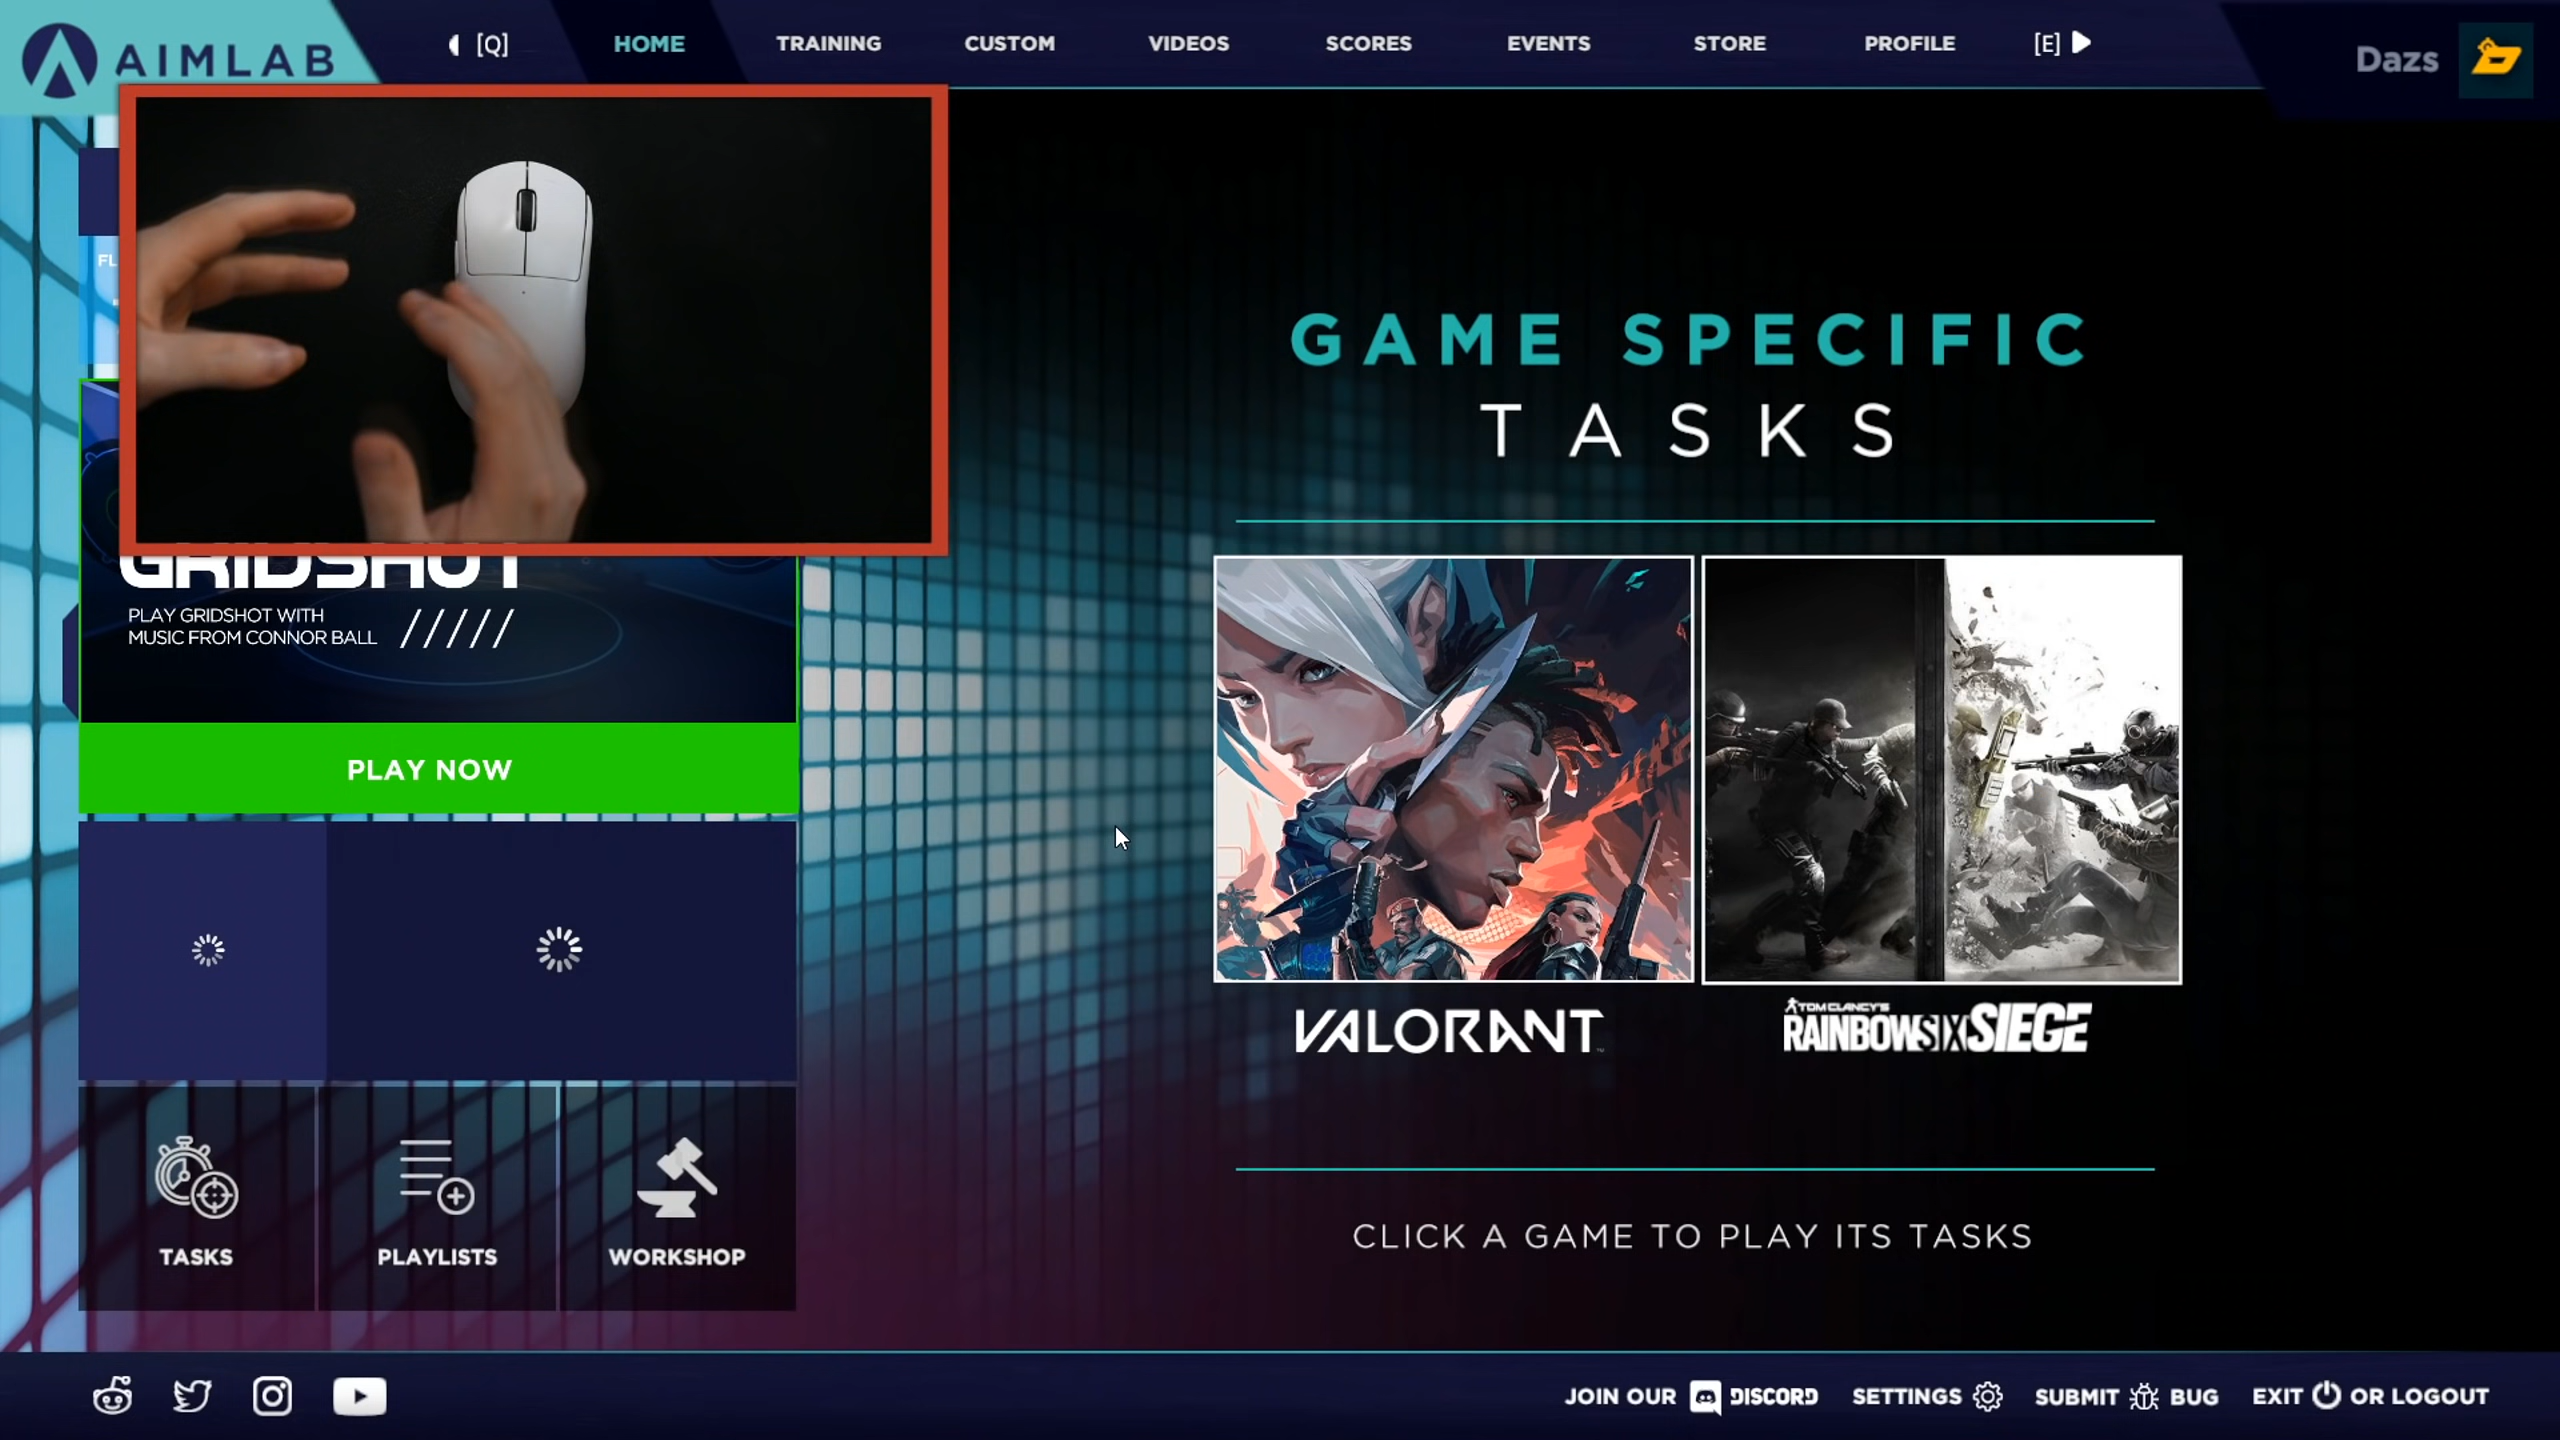 AIMLAB
[Q]
HOME
TRAINING
CUSTOM
VIDEOS
SCORES
EVENTS
STORE
PROFILE
[E]
Dazs
FL
GRIDSHOT
PLAY GRIDSHOT WITH
MUSIC FROM CONNOR BALL
PLAY NOW
TASKS
PLAYLISTS
WORKSHOP
GAME SPECIFIC
TASKS
VALORANT
TOM CLANCY'S
RAINBOWSIX SIEGE
CLICK A GAME TO PLAY ITS TASKS
JOIN OUR DISCORD
SETTINGS
SUBMIT BUG
EXIT OR LOGOUT